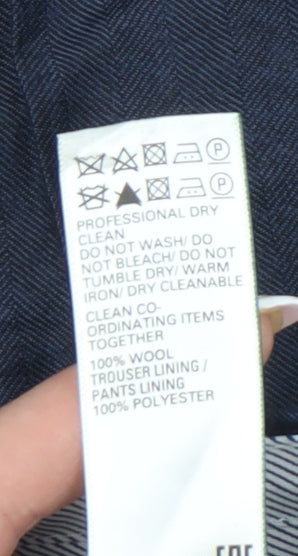 P
P
PROFESSIONAL DRY
CLEAN
DO NOT WASH/ DO
NOT BLEACH/ DO NOT
TUMBLE DRY/ WARM
IRON/ DRY CLEANABLE
CLEAN CO-
ORDINATING ITEMS
TOGETHER
100% WOOL
TROUSER LINING /
PANTS LINING
100% POLYESTER